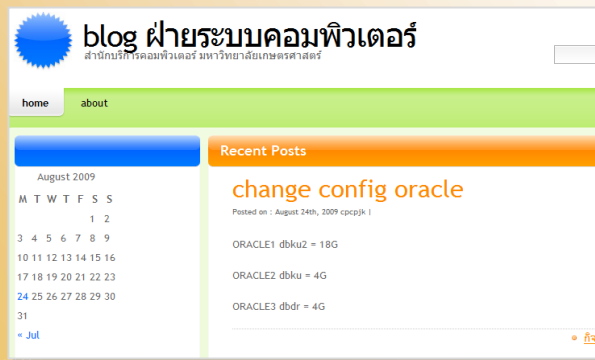 blog ฝ่ายระบบคอมพิวเตอร์
สำนักบริการคอมพิวเตอร์ มหาวิทยาลัยเกษตรศาสตร์
home about
August 2009
M T W T F S S
1 2
3 4 5 6 7 8 9
10 11 12 13 14 15 16
17 18 19 20 21 22 23
24 25 26 27 28 29 30
31
« Jul
Recent Posts
change config oracle
Posted on : August 24th, 2009 cpcpjk |
ORACLE1 dbku2 = 18G
ORACLE2 dbku = 4G
ORACLE3 dbdr = 4G